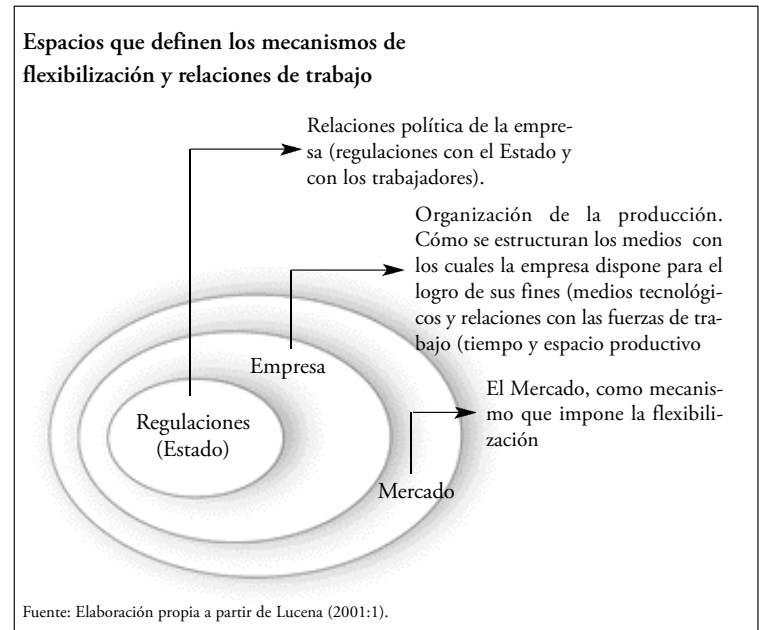 Espacios que definen los mecanismos de
flexibilización y relaciones de trabajo
Relaciones política de la empre-
sa (regulaciones con el Estado y
con los trabajadores).
Organización de la producción.
Cómo se estructuran los medios con
los cuales la empresa dispone para el
logro de sus fines (medios tecnológi-
cos y relaciones con las fuerzas de tra-
bajo (tiempo y espacio productivo
Empresa
El Mercado, como mecanis-
mo que impone la flexibili-
zación
Regulaciones
(Estado)
Mercado
Fuente: Elaboración propia a partir de Lucena (2001:1).